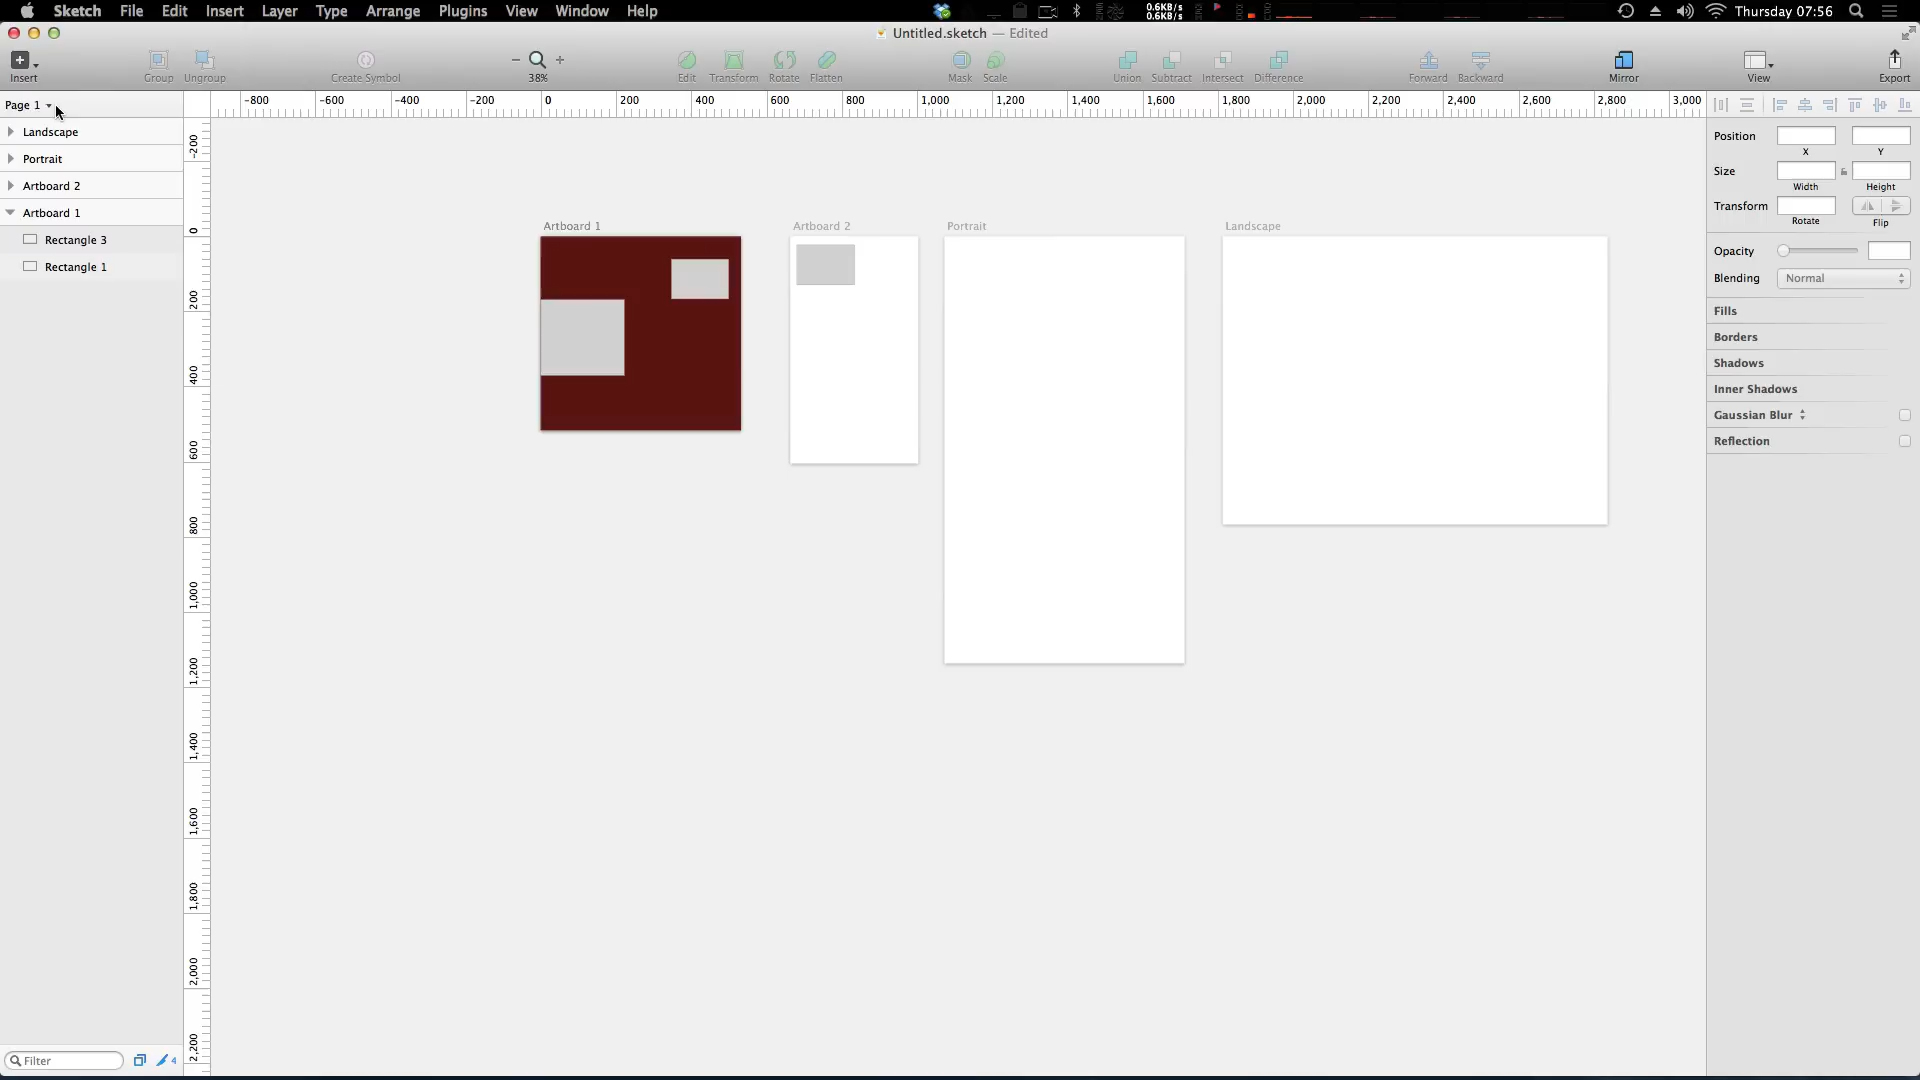 Sketch File Edit Insert Layer Type Arrange Plugins View Window Help 0.6KB/s 0.6KB/s Thursday 07:56
Untitled.sketch — Edited
Insert Group Ungroup Create Symbol 38% Edit Transform Rotate Flatten Mask Scale Union Subtract Intersect Difference Forward Backward Mirror View Export
Page 1
-800 -600 -400 -200 0 200 400 600 800 1,000 1,200 1,400 1,600 1,800 2,000 2,200 2,400 2,600 2,800 3,000
Landscape
Portrait
Artboard 2
Artboard 1
Rectangle 3
Rectangle 1
Filter
4
-200
0
200
400
600
800
1,000
1,200
1,400
1,600
1,800
2,000
2,200
Artboard 1 Artboard 2 Portrait Landscape
Position
X Y
Size
Width Height
Transform
Rotate Flip
Opacity
Blending Normal
Fills
Borders
Shadows
Inner Shadows
Gaussian Blur
Reflection